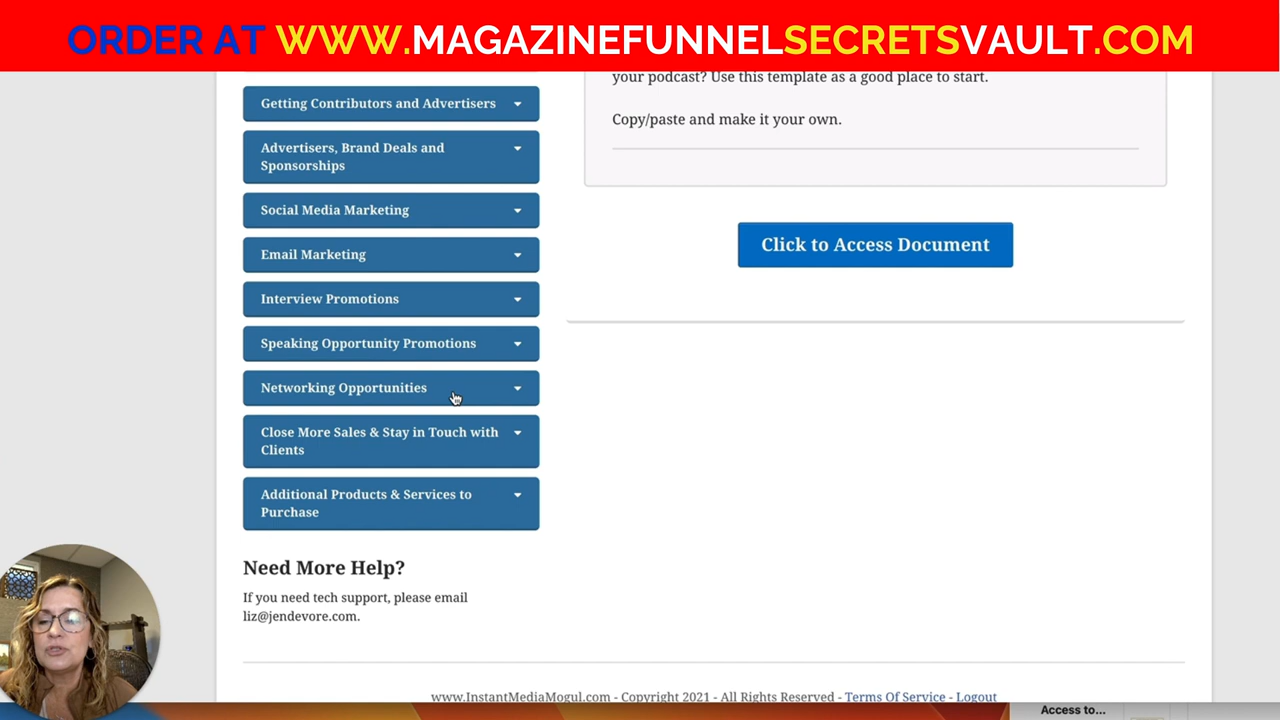 ORDER AT WWW.MAGAZINEFUNNELSECRETSVAULT.COM
your podcast? Use this template as a good place to start.
Copy/paste and make it your own.
Click to Access Document
Getting Contributors and Advertisers
Advertisers, Brand Deals and
Sponsorships
Social Media Marketing
Email Marketing
Interview Promotions
Speaking Opportunity Promotions
Networking Opportunities
Close More Sales & Stay in Touch with
Clients
Additional Products & Services to
Purchase
Need More Help?
If you need tech support, please email
liz@jendevore.com.
www.InstantMediaMogul.com - Copyright 2021 - All Rights Reserved - Terms Of Service - Logout
Access to...